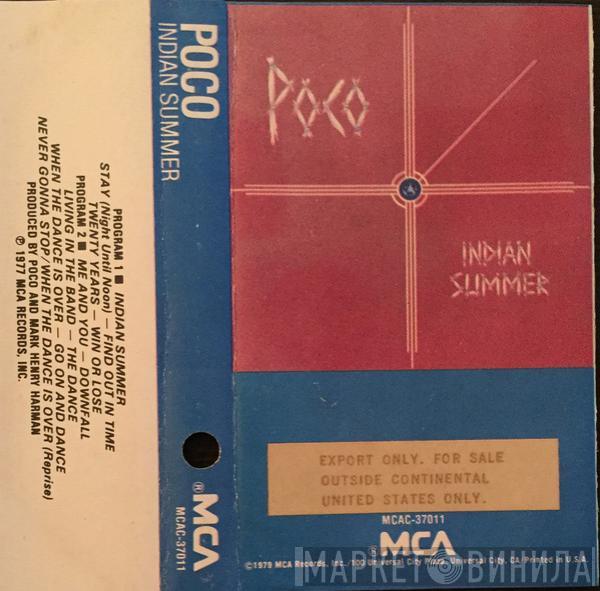 PROGRAM 1 ■ INDIAN SUMMER
STAY (Night Until Noon) – FIND OUT IN TIME
TWENTY YEARS – WIN OR LOSE
PROGRAM 2 ■ ME AND YOU – DOWNFALL
LIVING IN THE BAND – THE DANCE
WHEN THE DANCE IS OVER – GO ON AND DANCE
NEVER GONNA STOP/WHEN THE DANCE IS OVER (Reprise)
PRODUCED BY POCO AND MARK HENRY HARMAN
℗ 1977 MCA RECORDS, INC.
POCO
INDIAN SUMMER
®MCA
MCAC-37011
POCO
INDIAN
SUMMER
EXPORT ONLY. FOR SALE
OUTSIDE CONTINENTAL
UNITED STATES ONLY.
MCAC-37011
®MCA
©1979 MCA Records, Inc./100 Universal City Plaza, Universal City, CA/Printed in U.S.A.
МАРКЕТ ВИНИЛА